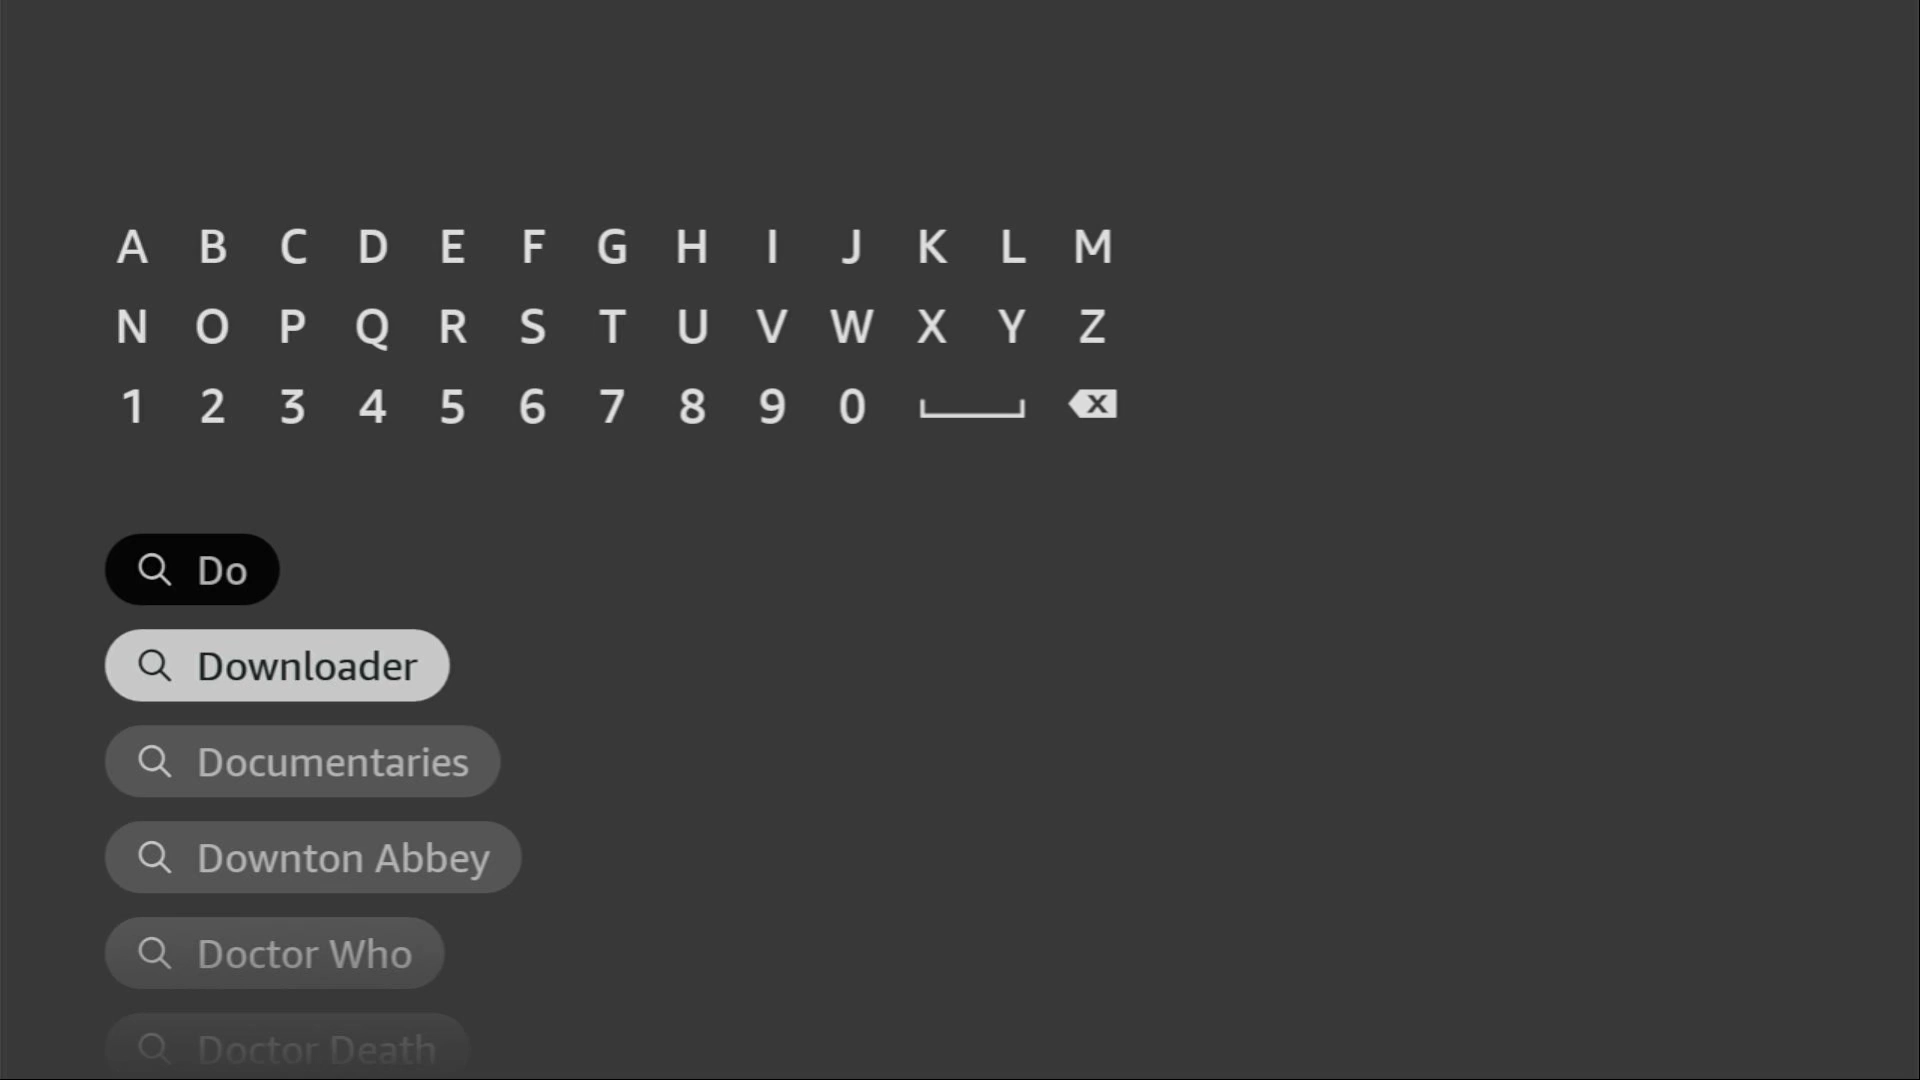 A B C D E F G H I J K L M
N O P Q R S T U V W X Y Z
1 2 3 4 5 6 7 8 9 0
Do
Downloader
Documentaries
Downton Abbey
Doctor Who
Doctor Death